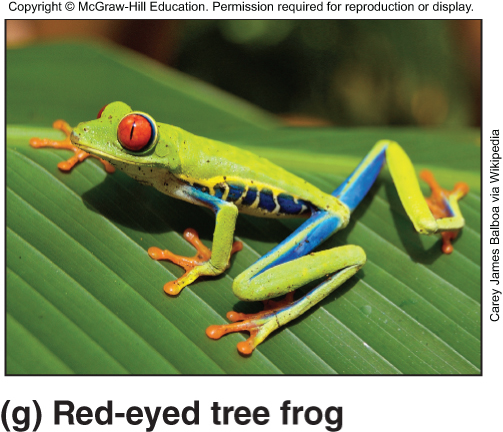 Copyright © McGraw-Hill Education. Permission required for reproduction or display.
Carey James Balboa via Wikipedia
(g) Red-eyed tree frog